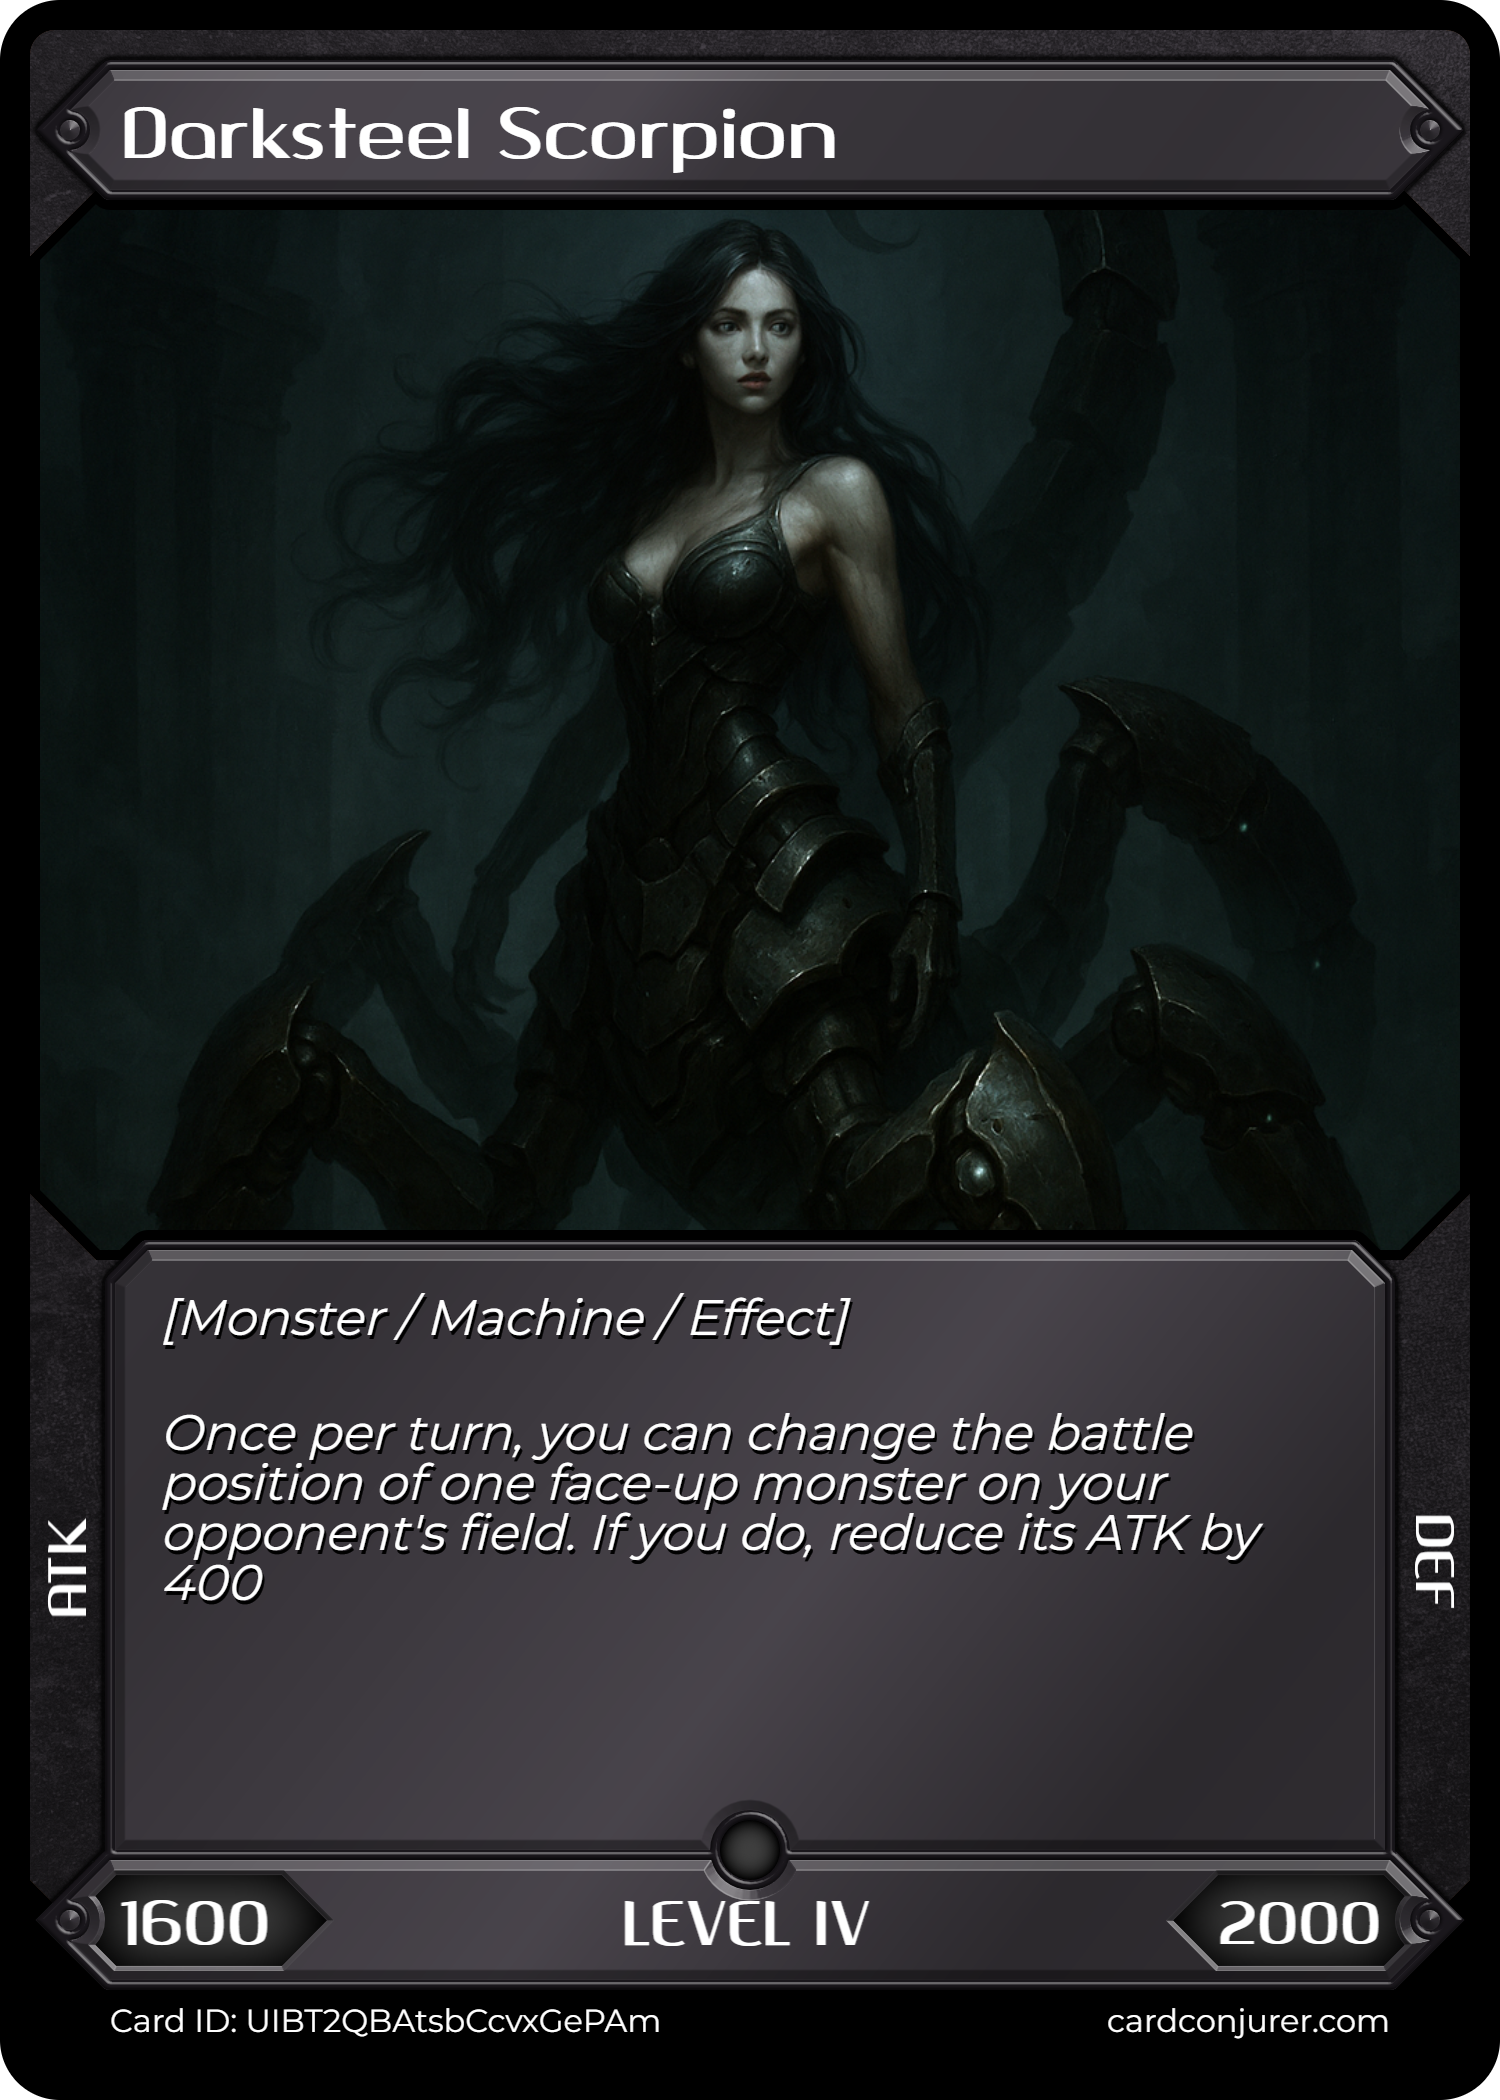 Darksteel Scorpion
[Monster / Machine / Effect]
Once per turn, you can change the battle
position of one face-up monster on your
opponent's field. If you do, reduce its ATK by
400
ATK
DEF
1600
LEVEL IV
2000
Card ID: UIBT2QBAtsbCcvxGePAm
cardconjurer.com